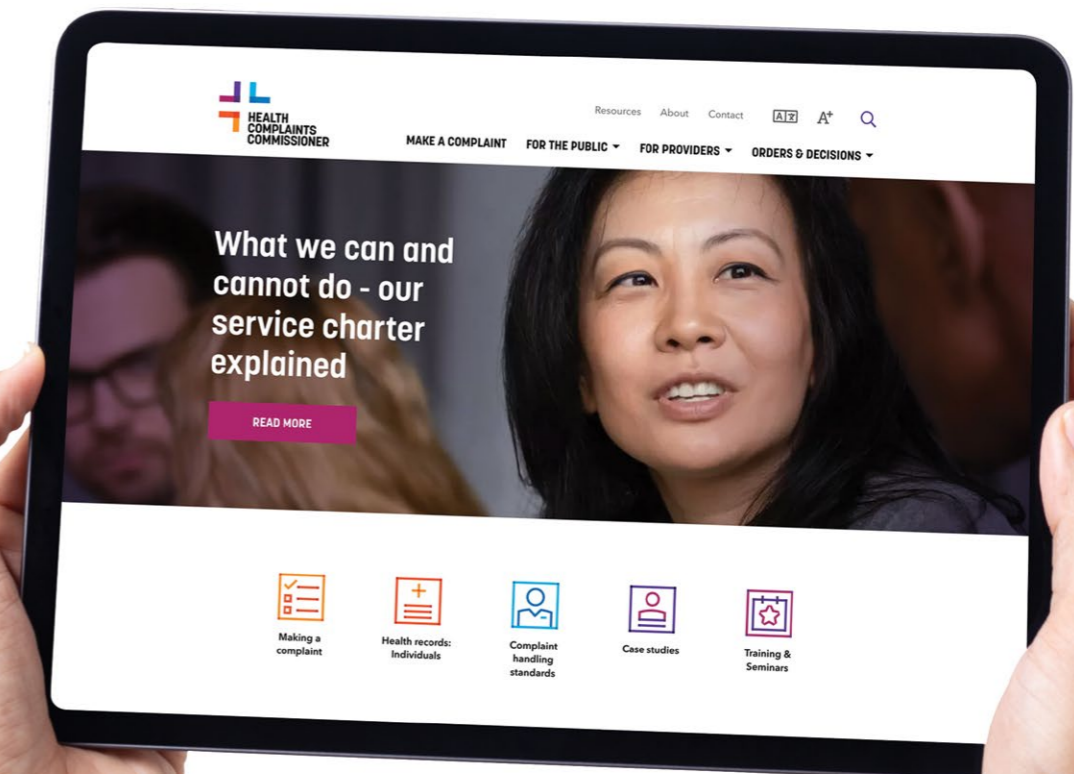 HEALTH
COMPLAINTS
COMMISSIONER
Resources About Contact A+
MAKE A COMPLAINT FOR THE PUBLIC FOR PROVIDERS ORDERS & DECISIONS
What we can and
cannot do - our
service charter
explained
READ MORE
Making a
complaint
Health records:
Individuals
Complaint
handling
standards
Case studies
Training &
Seminars